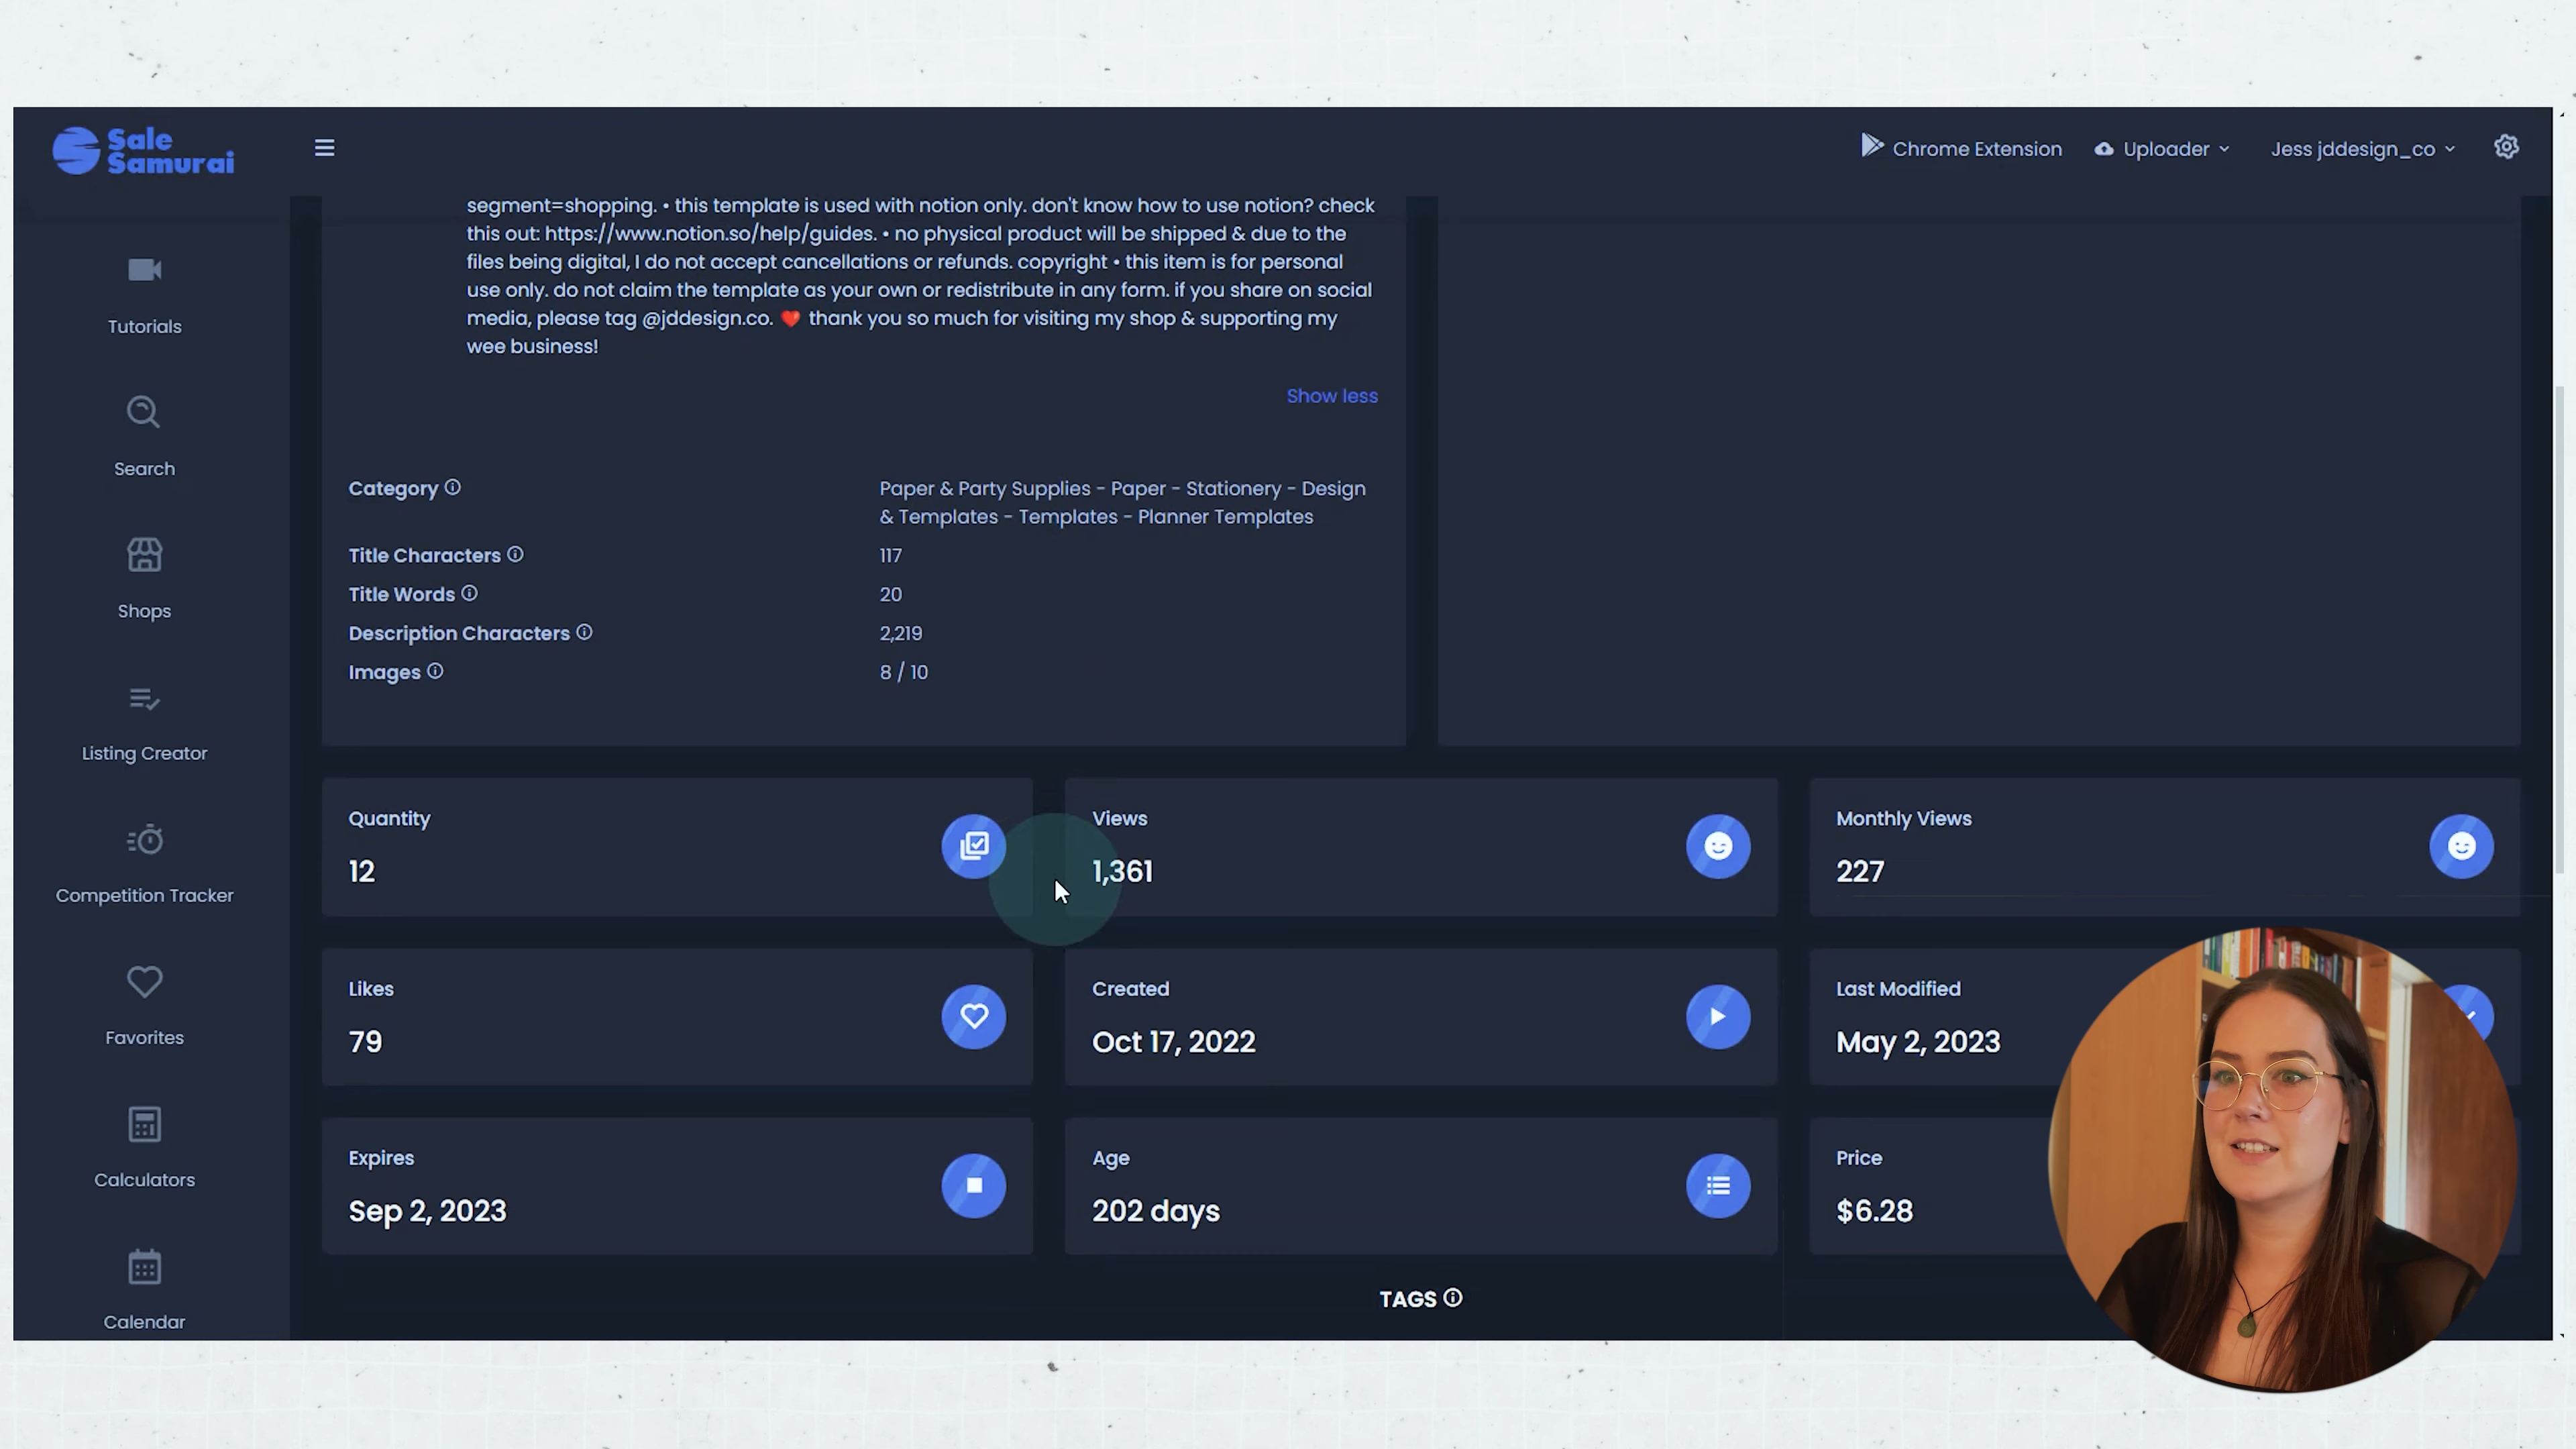 Sale
Samurai
Chrome Extension
Uploader
Jess jddesign_co
segment=shopping. • this template is used with notion only. don't know how to use notion? check
this out: https://www.notion.so/help/guides. • no physical product will be shipped & due to the
files being digital, I do not accept cancellations or refunds. copyright • this item is for personal
use only. do not claim the template as your own or redistribute in any form. if you share on social
media, please tag @jddesign.co. ❤️ thank you so much for visiting my shop & supporting my
wee business!
Show less
Tutorials
Search
Shops
Listing Creator
Competition Tracker
Favorites
Calculators
Calendar
Category
Paper & Party Supplies - Paper - Stationery - Design
& Templates - Templates - Planner Templates
Title Characters
117
Title Words
20
Description Characters
2,219
Images
8 / 10
Quantity
12
Views
1,361
Monthly Views
227
Likes
79
Created
Oct 17, 2022
Last Modified
May 2, 2023
Expires
Sep 2, 2023
Age
202 days
Price
$6.28
TAGS